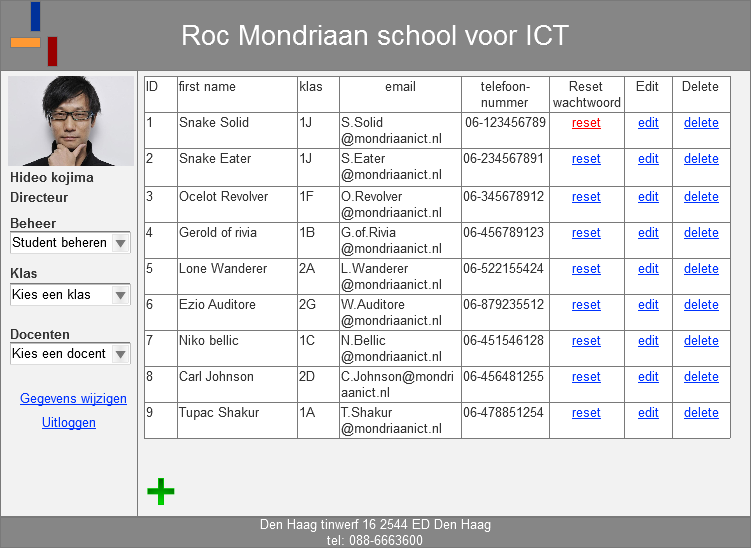 Roc Mondriaan school voor ICT
Hideo kojima
Directeur
Beheer
Student beheren
Klas
Kies een klas
Docenten
Kies een docent
Gegevens wijzigen
Uitloggen
ID first name klas email telefoon- Reset Edit Delete
nummer wachtwoord
1 Snake Solid 1J S.Solid 06-123456789 reset edit delete
@mondriaanict.nl
2 Snake Eater 1J S.Eater 06-234567891 reset edit delete
@mondriaanict.nl
3 Ocelot Revolver 1F O.Revolver 06-345678912 reset edit delete
@mondriaanict.nl
4 Gerold of rivia 1B G.of.Rivia 06-456789123 reset edit delete
@mondriaanict.nl
5 Lone Wanderer 2A L.Wanderer 06-522155424 reset edit delete
@mondriaanict.nl
6 Ezio Auditore 2G W.Auditore 06-879235512 reset edit delete
@mondriaanict.nl
7 Niko bellic 1C N.Bellic 06-451546128 reset edit delete
@mondriaanict.nl
8 Carl Johnson 2D C.Johnson@mondri 06-456481255 reset edit delete
aanict.nl
9 Tupac Shakur 1A T.Shakur 06-478851254 reset edit delete
@mondriaanict.nl
Den Haag tinwerf 16 2544 ED Den Haag
tel: 088-6663600